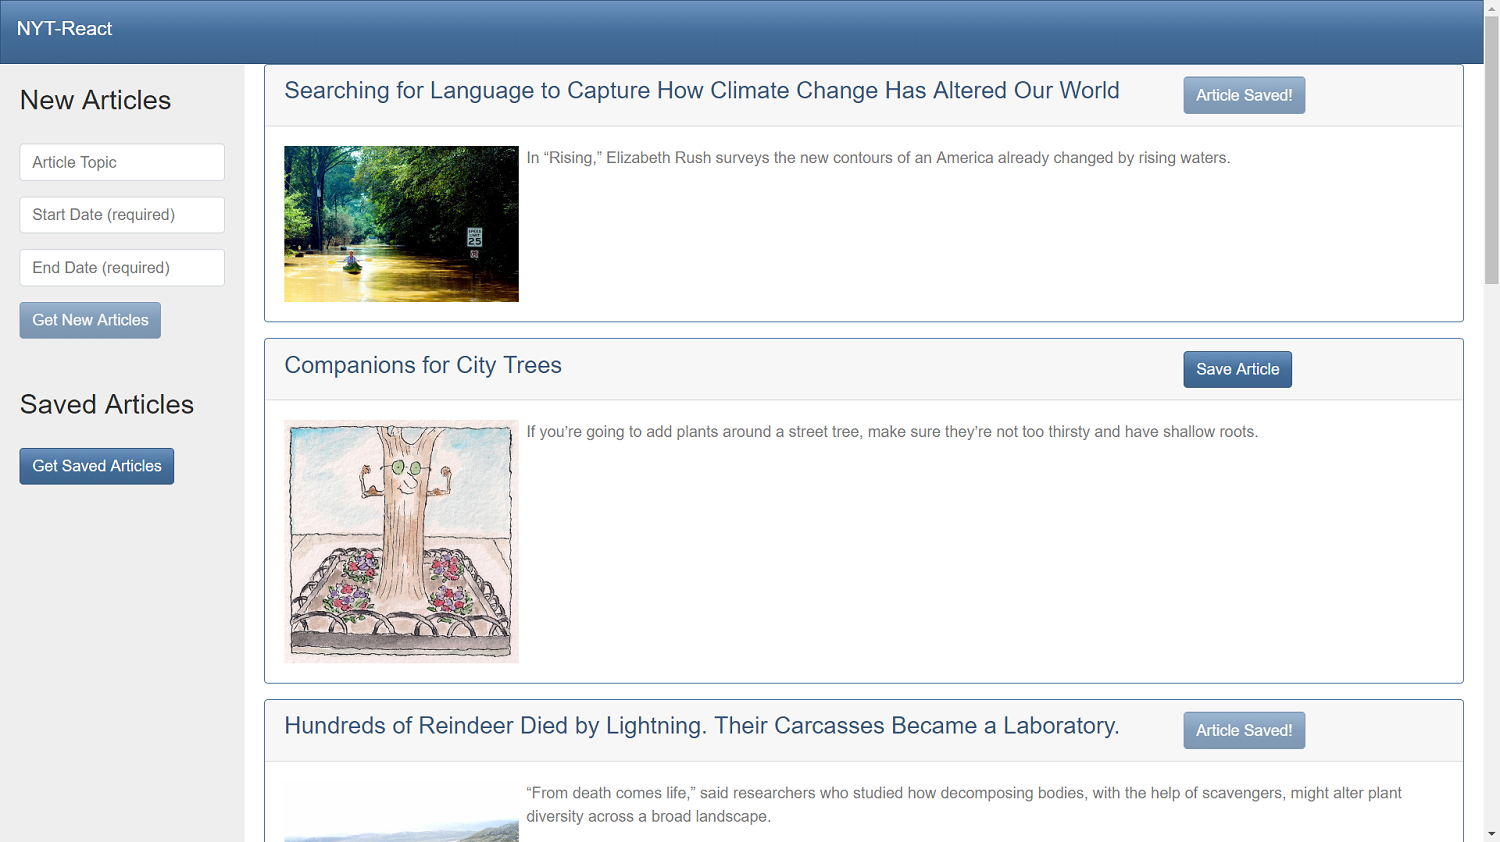 NYT-React
New Articles
Article Topic
Start Date (required)
End Date (required)
Get New Articles
Saved Articles
Get Saved Articles
Searching for Language to Capture How Climate Change Has Altered Our World
Article Saved!
SPEED
LIMIT
25
In “Rising,” Elizabeth Rush surveys the new contours of an America already changed by rising waters.
Companions for City Trees
Save Article
If you’re going to add plants around a street tree, make sure they’re not too thirsty and have shallow roots.
Hundreds of Reindeer Died by Lightning. Their Carcasses Became a Laboratory.
Article Saved!
“From death comes life,” said researchers who studied how decomposing bodies, with the help of scavengers, might alter plant
diversity across a broad landscape.